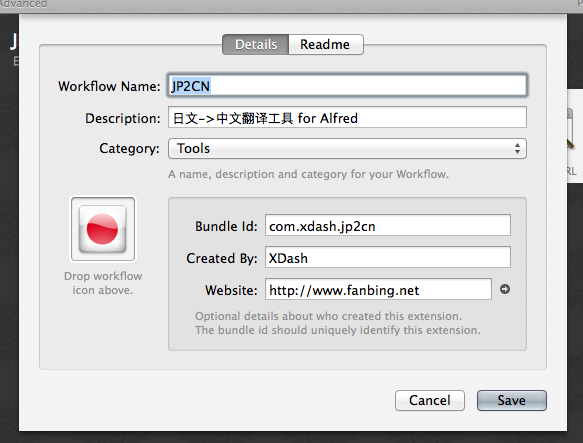 Advanced
Details
Readme
Workflow Name:
JP2CN
Description:
日文->中文翻译工具 for Alfred
Category:
Tools
A name, description and category for your Workflow.
Drop workflow
icon above.
Bundle Id:
com.xdash.jp2cn
Created By:
XDash
Website:
http://www.fanbing.net
Optional details about who created this extension.
The bundle id should uniquely identify this extension.
Cancel
Save